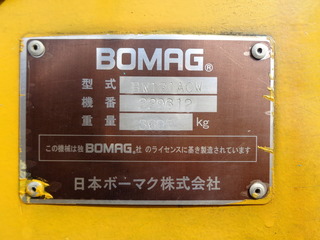 BOMAG®
型式
機番
重量 kg
この機械は独BOMAG®社のライセンスに基き製造されています
日本ボーマク株式会社